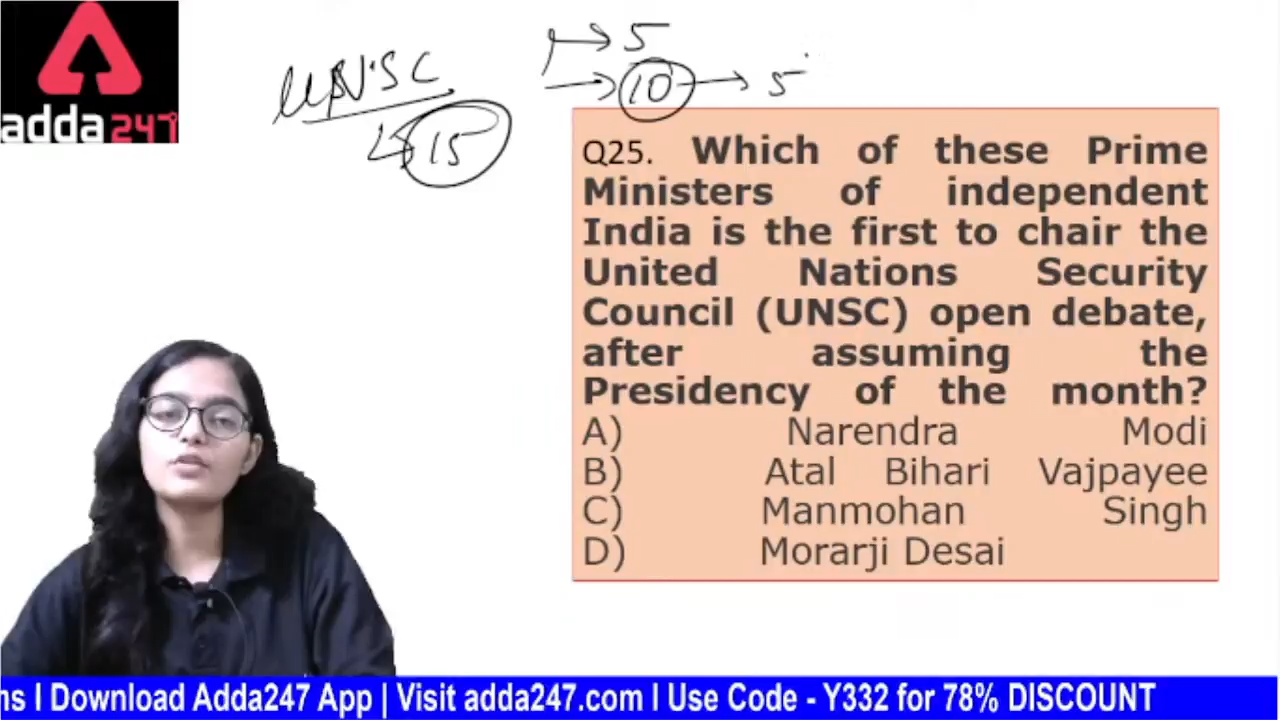 adda247
UNSC
15
5
10 → 5
Q25. Which of these Prime
Ministers of independent
India is the first to chair the
United Nations Security
Council (UNSC) open debate,
after assuming the
Presidency of the month?
A) Narendra Modi
B) Atal Bihari Vajpayee
C) Manmohan Singh
D) Morarji Desai
ns I Download Adda247 App | Visit adda247.com I Use Code - Y332 for 78% DISCOUNT